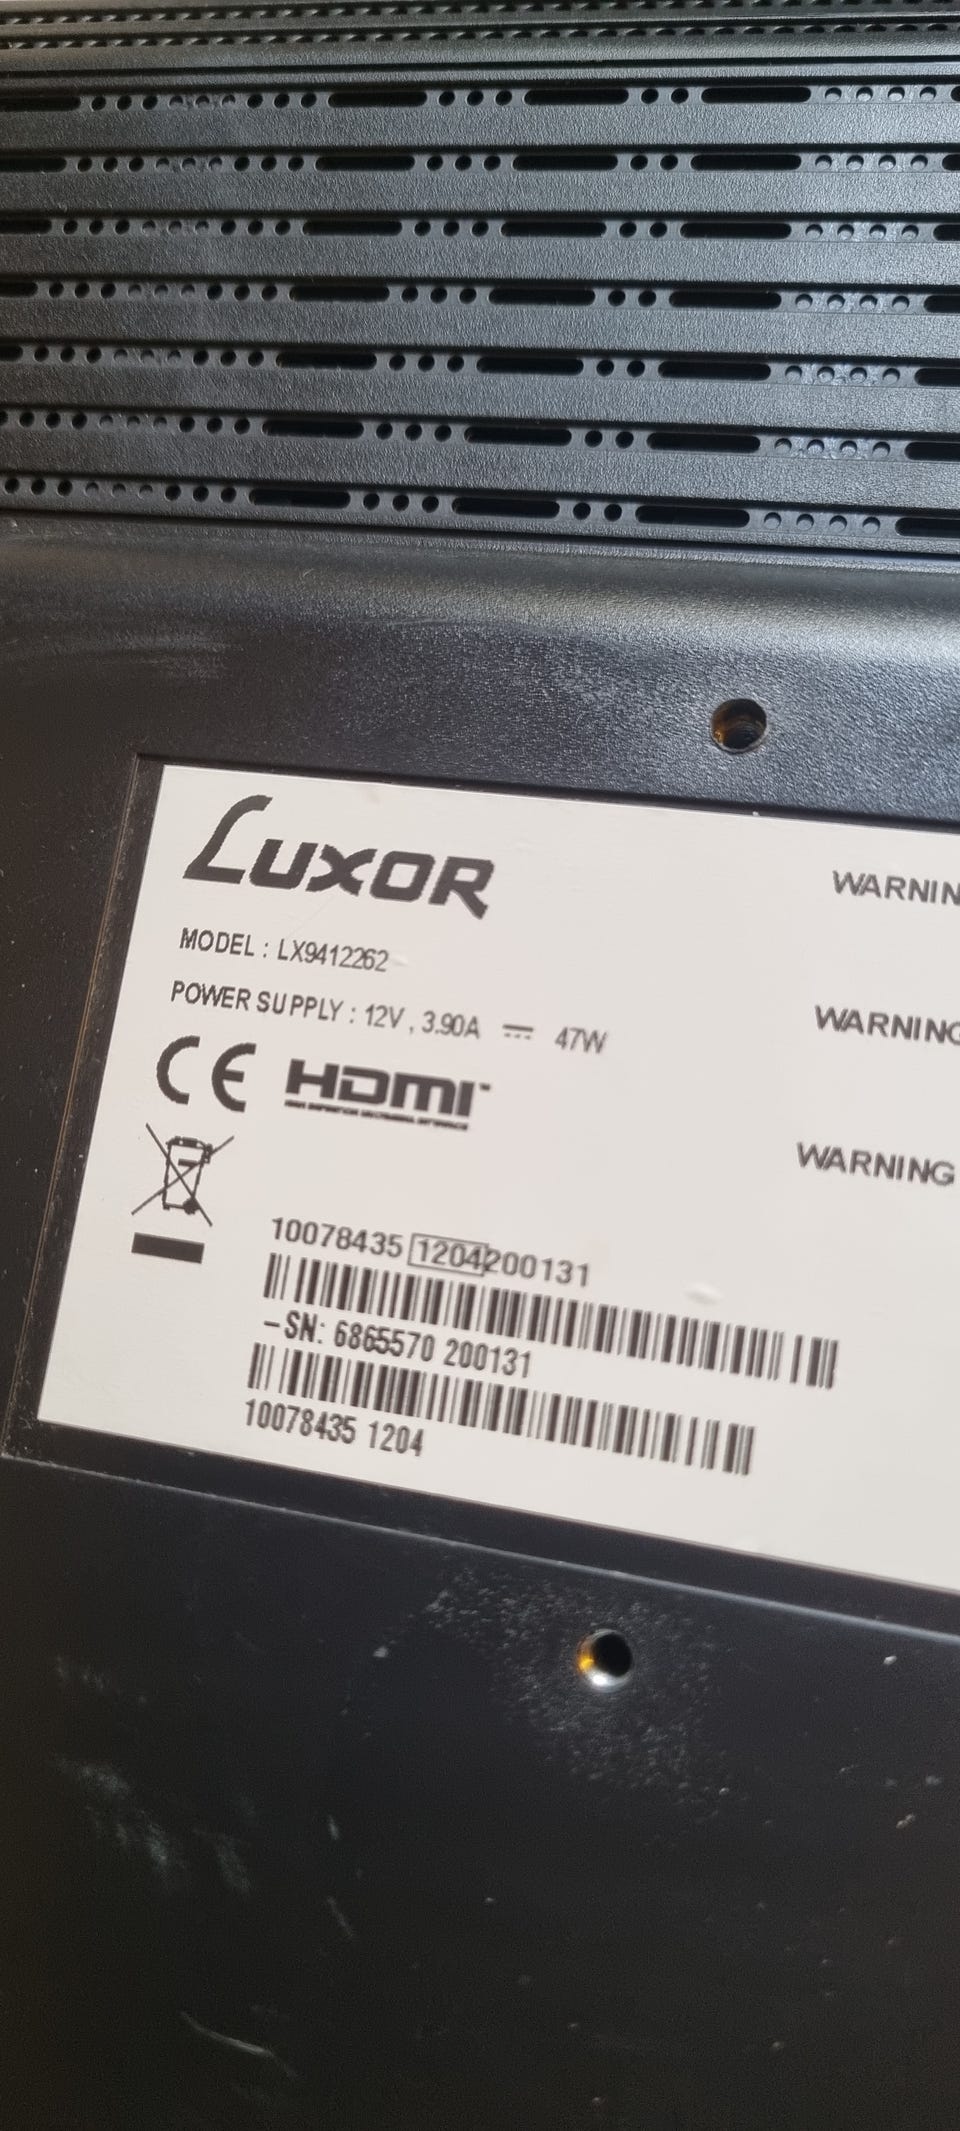 LUXOR
MODEL : LX9412262
POWER SUPPLY : 12V , 3.90A ⎓ 47W
CE HDMI
10078435 1204200131
-SN: 6865570 200131
10078435 1204
WARNIN
WARNING
WARNING